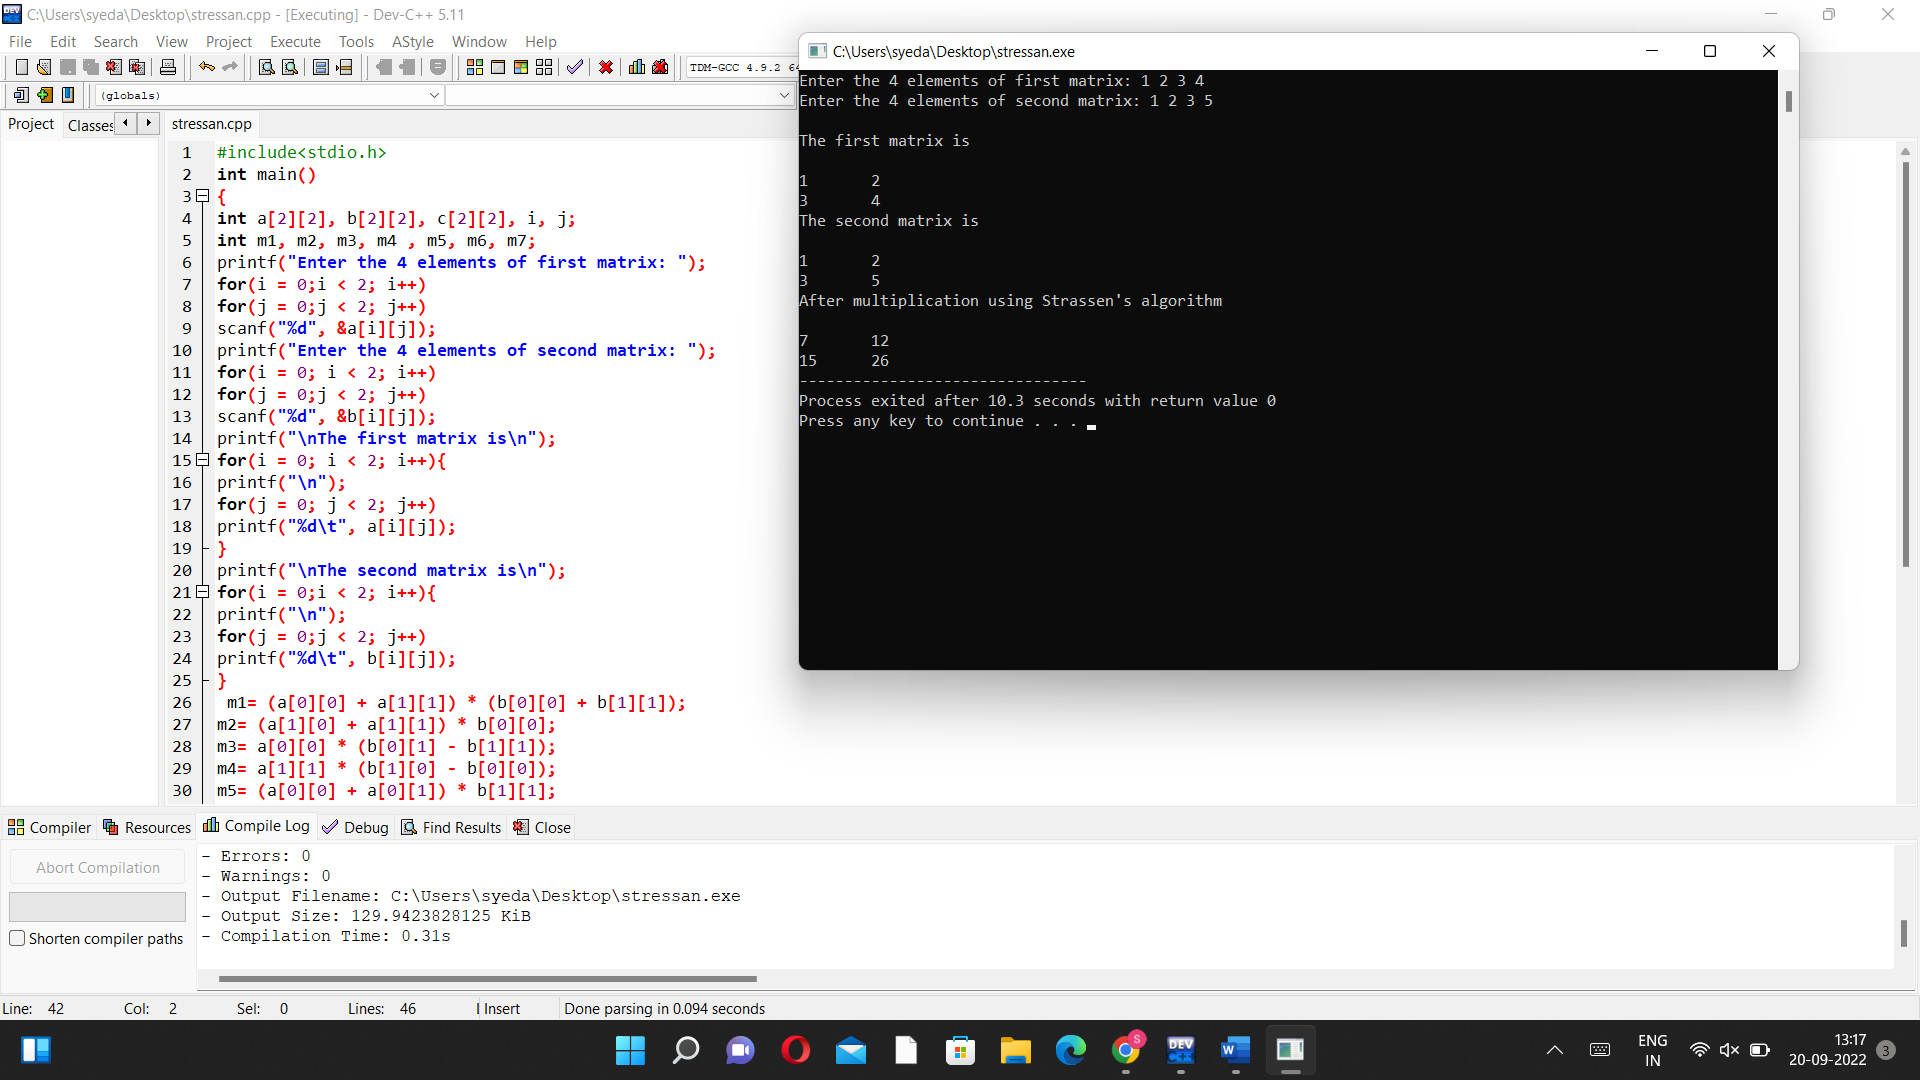 C:\Users\syeda\Desktop\stressan.cpp - [Executing] - Dev-C++ 5.11
File Edit Search View Project Execute Tools AStyle Window Help
TDM-GCC 4.9.2 64
(globals)
Project Classes stressan.cpp
1 #include<stdio.h>
2 int main()
3 {
4 int a[2][2], b[2][2], c[2][2], i, j;
5 int m1, m2, m3, m4 , m5, m6, m7;
6 printf("Enter the 4 elements of first matrix: ");
7 for(i = 0;i < 2; i++)
8 for(j = 0;j < 2; j++)
9 scanf("%d", &a[i][j]);
10 printf("Enter the 4 elements of second matrix: ");
11 for(i = 0; i < 2; i++)
12 for(j = 0;j < 2; j++)
13 scanf("%d", &b[i][j]);
14 printf("\nThe first matrix is\n");
15 for(i = 0; i < 2; i++){
16 printf("\n");
17 for(j = 0; j < 2; j++)
18 printf("%d\t", a[i][j]);
19 }
20 printf("\nThe second matrix is\n");
21 for(i = 0;i < 2; i++){
22 printf("\n");
23 for(j = 0;j < 2; j++)
24 printf("%d\t", b[i][j]);
25 }
26 m1= (a[0][0] + a[1][1]) * (b[0][0] + b[1][1]);
27 m2= (a[1][0] + a[1][1]) * b[0][0];
28 m3= a[0][0] * (b[0][1] - b[1][1]);
29 m4= a[1][1] * (b[1][0] - b[0][0]);
30 m5= (a[0][0] + a[0][1]) * b[1][1];
C:\Users\syeda\Desktop\stressan.exe
Enter the 4 elements of first matrix: 1 2 3 4
Enter the 4 elements of second matrix: 1 2 3 5
The first matrix is
1 2
3 4
The second matrix is
1 2
3 5
After multiplication using Strassen's algorithm
7 12
15 26
--------------------------------
Process exited after 10.3 seconds with return value 0
Press any key to continue . . .
Compiler Resources Compile Log Debug Find Results Close
Abort Compilation
Shorten compiler paths
- Errors: 0
- Warnings: 0
- Output Filename: C:\Users\syeda\Desktop\stressan.exe
- Output Size: 129.9423828125 KiB
- Compilation Time: 0.31s
Line: 42 Col: 2 Sel: 0 Lines: 46 Insert Done parsing in 0.094 seconds
S
DEV C++
W
ENG
IN
13:17
20-09-2022
3